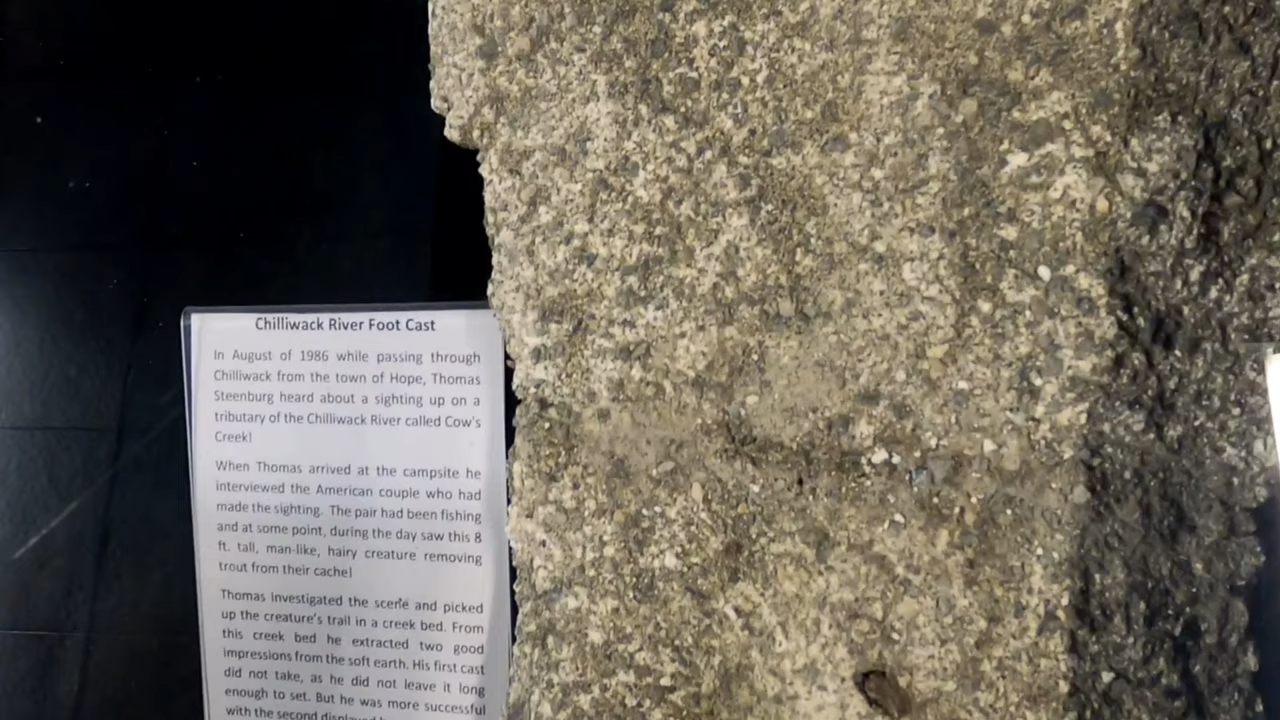 Chilliwack River Foot Cast
In August of 1986 while passing through
Chilliwack from the town of Hope, Thomas
Steenburg heard about a sighting up on a
tributary of the Chilliwack River called Cow's
Creek!
When Thomas arrived at the campsite he
interviewed the American couple who had
made the sighting. The pair had been fishing
and at some point, during the day saw this 8
ft. tall, man-like, hairy creature removing
trout from their cache!
Thomas investigated the scene and picked
up the creature's trail in a creek bed. From
this creek bed he extracted two good
impressions from the soft earth. His first cast
did not take, as he did not leave it long
enough to set. But he was more successful
with the second